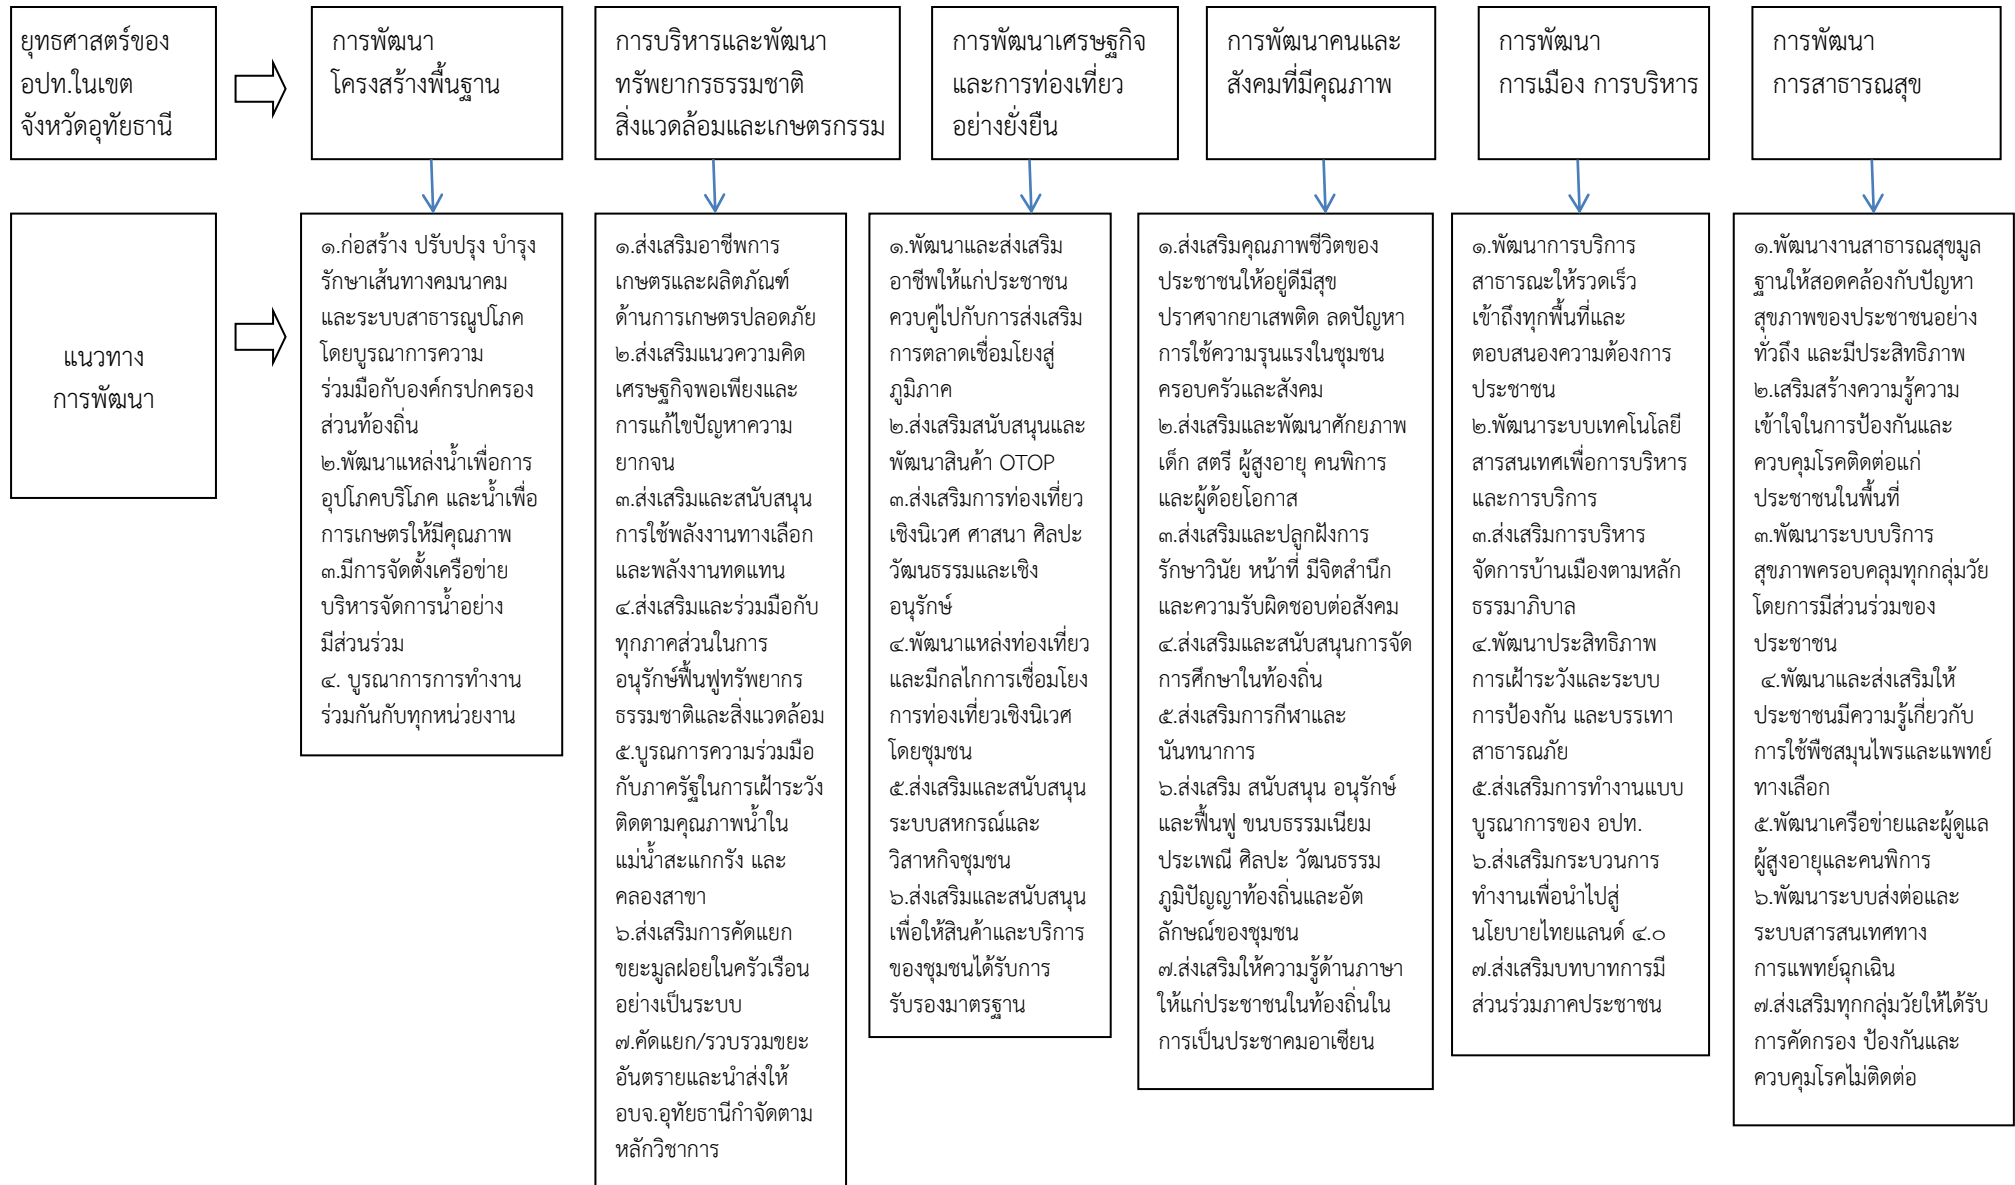 ยุทธศาสตร์ของ
อปท.ในเขต
จังหวัดอุทัยธานี
การพัฒนา
โครงสร้างพื้นฐาน
การบริหารและพัฒนา
ทรัพยากรธรรมชาติ
สิ่งแวดล้อมและเกษตรกรรม
การพัฒนาเศรษฐกิจ
และการท่องเที่ยว
อย่างยั่งยืน
การพัฒนาคนและ
สังคมที่มีคุณภาพ
การพัฒนา
การเมือง การบริหาร
การพัฒนา
การสาธารณสุข
แนวทาง
การพัฒนา
๑.ก่อสร้าง ปรับปรุง บำรุง
รักษาเส้นทางคมนาคม
และระบบสาธารณูปโภค
โดยบูรณาการความ
ร่วมมือกับองค์กรปกครอง
ส่วนท้องถิ่น
๒.พัฒนาแหล่งน้ำเพื่อการ
อุปโภคบริโภค และน้ำเพื่อ
การเกษตรให้มีคุณภาพ
๓.มีการจัดตั้งเครือข่าย
บริหารจัดการน้ำอย่าง
มีส่วนร่วม
๔. บูรณาการการทำงาน
ร่วมกันกับทุกหน่วยงาน
๑.ส่งเสริมอาชีพการ
เกษตรและผลิตภัณฑ์
ด้านการเกษตรปลอดภัย
๒.ส่งเสริมแนวความคิด
เศรษฐกิจพอเพียงและ
การแก้ไขปัญหาความ
ยากจน
๓.ส่งเสริมและสนับสนุน
การใช้พลังงานทางเลือก
และพลังงานทดแทน
๔.ส่งเสริมและร่วมมือกับ
ทุกภาคส่วนในการ
อนุรักษ์ฟื้นฟูทรัพยากร
ธรรมชาติและสิ่งแวดล้อม
๕.บูรณการความร่วมมือ
กับภาครัฐในการเฝ้าระวัง
ติดตามคุณภาพน้ำใน
แม่น้ำสะแกกรัง และ
คลองสาขา
๖.ส่งเสริมการคัดแยก
ขยะมูลฝอยในครัวเรือน
อย่างเป็นระบบ
๗.คัดแยก/รวบรวมขยะ
อันตรายและนำส่งให้
อบจ.อุทัยธานีกำจัดตาม
หลักวิชาการ
๑.พัฒนาและส่งเสริม
อาชีพให้แก่ประชาชน
ควบคู่ไปกับการส่งเสริม
การตลาดเชื่อมโยงสู่
ภูมิภาค
๒.ส่งเสริมสนับสนุนและ
พัฒนาสินค้า OTOP
๓.ส่งเสริมการท่องเที่ยว
เชิงนิเวศ ศาสนา ศิลปะ
วัฒนธรรมและเชิง
อนุรักษ์
๔.พัฒนาแหล่งท่องเที่ยว
และมีกลไกการเชื่อมโยง
การท่องเที่ยวเชิงนิเวศ
โดยชุมชน
๕.ส่งเสริมและสนับสนุน
ระบบสหกรณ์และ
วิสาหกิจชุมชน
๖.ส่งเสริมและสนับสนุน
เพื่อให้สินค้าและบริการ
ของชุมชนได้รับการ
รับรองมาตรฐาน
๑.ส่งเสริมคุณภาพชีวิตของ
ประชาชนให้อยู่ดีมีสุข
ปราศจากยาเสพติด ลดปัญหา
การใช้ความรุนแรงในชุมชน
ครอบครัวและสังคม
๒.ส่งเสริมและพัฒนาศักยภาพ
เด็ก สตรี ผู้สูงอายุ คนพิการ
และผู้ด้อยโอกาส
๓.ส่งเสริมและปลูกฝังการ
รักษาวินัย หน้าที่ มีจิตสำนึก
และความรับผิดชอบต่อสังคม
๔.ส่งเสริมและสนับสนุนการจัด
การศึกษาในท้องถิ่น
๕.ส่งเสริมการกีฬาและ
นันทนาการ
๖.ส่งเสริม สนับสนุน อนุรักษ์
และฟื้นฟู ขนบธรรมเนียม
ประเพณี ศิลปะ วัฒนธรรม
ภูมิปัญญาท้องถิ่นและอัต
ลักษณ์ของชุมชน
๗.ส่งเสริมให้ความรู้ด้านภาษา
ให้แก่ประชาชนในท้องถิ่นใน
การเป็นประชาคมอาเซียน
๑.พัฒนาการบริการ
สาธารณะให้รวดเร็ว
เข้าถึงทุกพื้นที่และ
ตอบสนองความต้องการ
ประชาชน
๒.พัฒนาระบบเทคโนโลยี
สารสนเทศเพื่อการบริหาร
และการบริการ
๓.ส่งเสริมการบริหาร
จัดการบ้านเมืองตามหลัก
ธรรมาภิบาล
๔.พัฒนาประสิทธิภาพ
การเฝ้าระวังและระบบ
การป้องกัน และบรรเทา
สาธารณภัย
๕.ส่งเสริมการทำงานแบบ
บูรณาการของ อปท.
๖.ส่งเสริมกระบวนการ
ทำงานเพื่อนำไปสู่
นโยบายไทยแลนด์ ๔.๐
๗.ส่งเสริมบทบาทการมี
ส่วนร่วมภาคประชาชน
๑.พัฒนางานสาธารณสุขมูล
ฐานให้สอดคล้องกับปัญหา
สุขภาพของประชาชนอย่าง
ทั่วถึง และมีประสิทธิภาพ
๒.เสริมสร้างความรู้ความ
เข้าใจในการป้องกันและ
ควบคุมโรคติดต่อแก่
ประชาชนในพื้นที่
๓.พัฒนาระบบบริการ
สุขภาพครอบคลุมทุกกลุ่มวัย
โดยการมีส่วนร่วมของ
ประชาชน
๔.พัฒนาและส่งเสริมให้
ประชาชนมีความรู้เกี่ยวกับ
การใช้พืชสมุนไพรและแพทย์
ทางเลือก
๕.พัฒนาเครือข่ายและผู้ดูแล
ผู้สูงอายุและคนพิการ
๖.พัฒนาระบบส่งต่อและ
ระบบสารสนเทศทาง
การแพทย์ฉุกเฉิน
๗.ส่งเสริมทุกกลุ่มวัยให้ได้รับ
การคัดกรอง ป้องกันและ
ควบคุมโรคไม่ติดต่อ